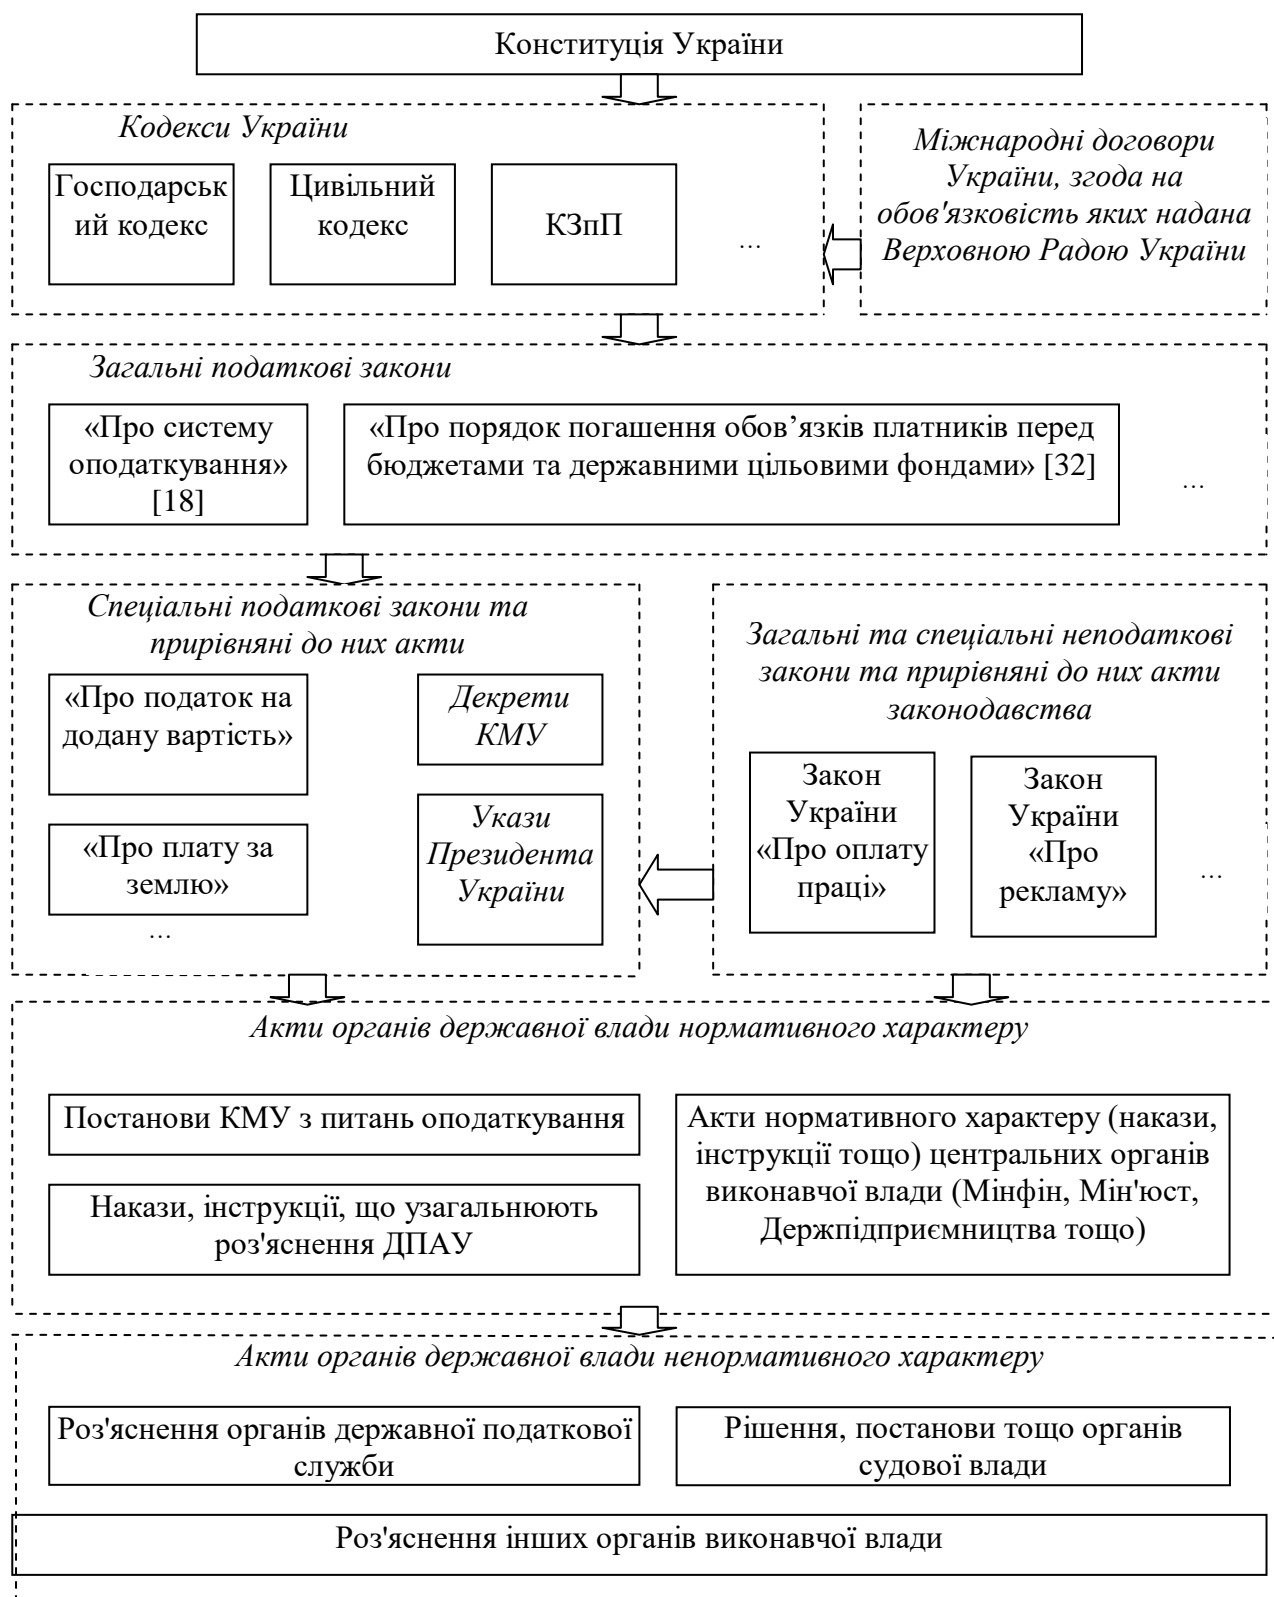 Конституція України
Кодекси України
Господарськ
ий кодекс
Цивільний
кодекс
КЗпП
...
Міжнародні договори
України, згода на
обов'язковість яких надана
Верховною Радою України
Загальні податкові закони
«Про систему
оподаткування»
[18]
«Про порядок погашення обов’язків платників перед
бюджетами та державними цільовими фондами» [32]
...
Спеціальні податкові закони та
прирівняні до них акти
«Про податок на
додану вартість»
«Про плату за
землю»
...
Декрети
КМУ
Укази
Президента
України
Загальні та спеціальні неподаткові
закони та прирівняні до них акти
законодавства
Закон
України
«Про оплату
праці»
Закон
України
«Про
рекламу»
...
Акти органів державної влади нормативного характеру
Постанови КМУ з питань оподаткування
Накази, інструкції, що узагальнюють
роз'яснення ДПАУ
Акти нормативного характеру (накази,
інструкції тощо) центральних органів
виконавчої влади (Мінфін, Мін'юст,
Держпідприємництва тощо)
Акти органів державної влади ненормативного характеру
Роз'яснення органів державної податкової
служби
Рішення, постанови тощо органів
судової влади
Роз'яснення інших органів виконавчої влади